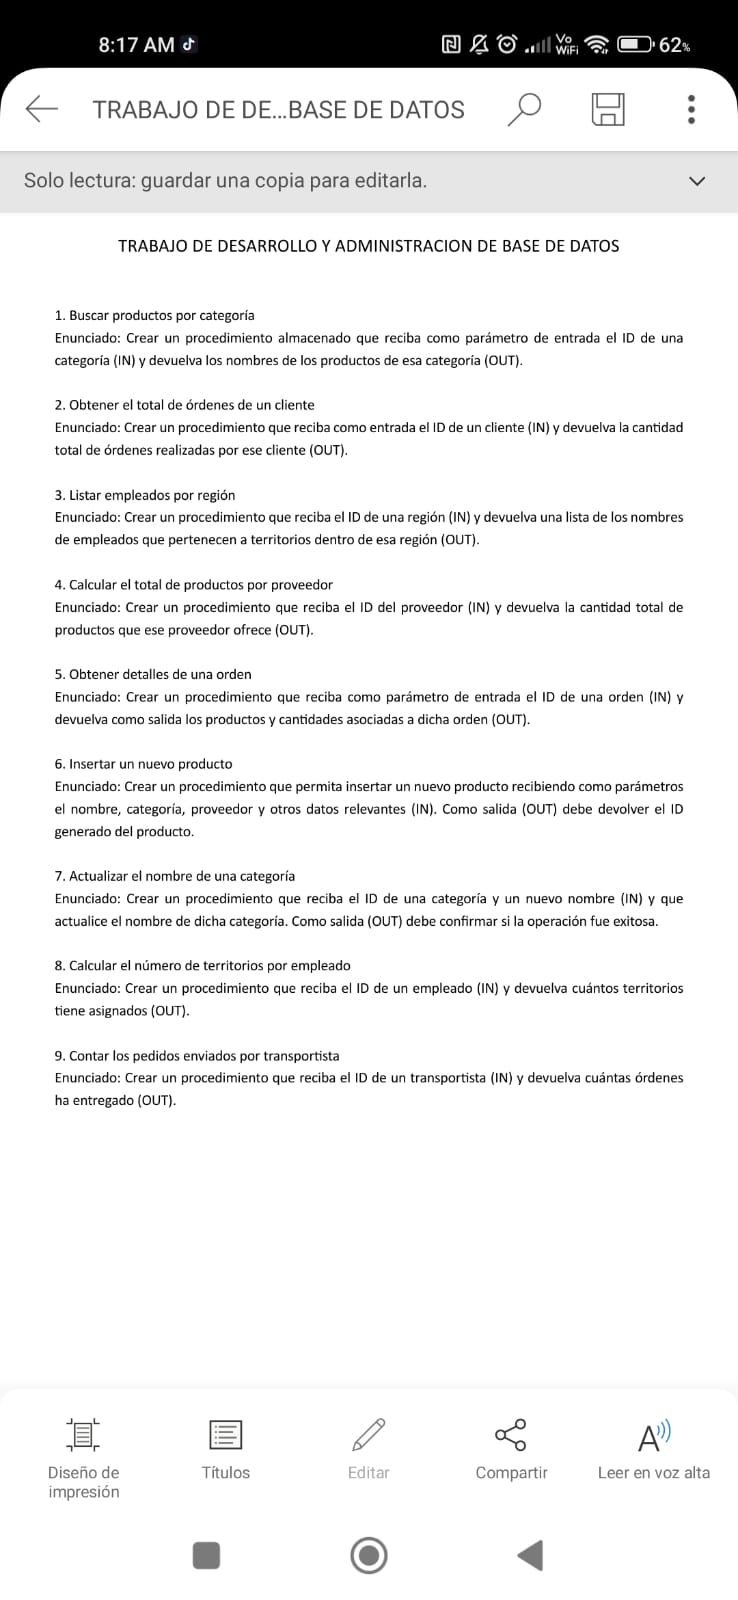 8:17 AM
Vo
WiFi
62%
TRABAJO DE DE...BASE DE DATOS
Solo lectura: guardar una copia para editarla.
TRABAJO DE DESARROLLO Y ADMINISTRACION DE BASE DE DATOS
1. Buscar productos por categoría
Enunciado: Crear un procedimiento almacenado que reciba como parámetro de entrada el ID de una
categoría (IN) y devuelva los nombres de los productos de esa categoría (OUT).
2. Obtener el total de órdenes de un cliente
Enunciado: Crear un procedimiento que reciba como entrada el ID de un cliente (IN) y devuelva la cantidad
total de órdenes realizadas por ese cliente (OUT).
3. Listar empleados por región
Enunciado: Crear un procedimiento que reciba el ID de una región (IN) y devuelva una lista de los nombres
de empleados que pertenecen a territorios dentro de esa región (OUT).
4. Calcular el total de productos por proveedor
Enunciado: Crear un procedimiento que reciba el ID del proveedor (IN) y devuelva la cantidad total de
productos que ese proveedor ofrece (OUT).
5. Obtener detalles de una orden
Enunciado: Crear un procedimiento que reciba como parámetro de entrada el ID de una orden (IN) y
devuelva como salida los productos y cantidades asociadas a dicha orden (OUT).
6. Insertar un nuevo producto
Enunciado: Crear un procedimiento que permita insertar un nuevo producto recibiendo como parámetros
el nombre, categoría, proveedor y otros datos relevantes (IN). Como salida (OUT) debe devolver el ID
generado del producto.
7. Actualizar el nombre de una categoría
Enunciado: Crear un procedimiento que reciba el ID de una categoría y un nuevo nombre (IN) y que
actualice el nombre de dicha categoría. Como salida (OUT) debe confirmar si la operación fue exitosa.
8. Calcular el número de territorios por empleado
Enunciado: Crear un procedimiento que reciba el ID de un empleado (IN) y devuelva cuántos territorios
tiene asignados (OUT).
9. Contar los pedidos enviados por transportista
Enunciado: Crear un procedimiento que reciba el ID de un transportista (IN) y devuelva cuántas órdenes
ha entregado (OUT).
Diseño de
impresión
Títulos
Editar
Compartir
Leer en voz alta